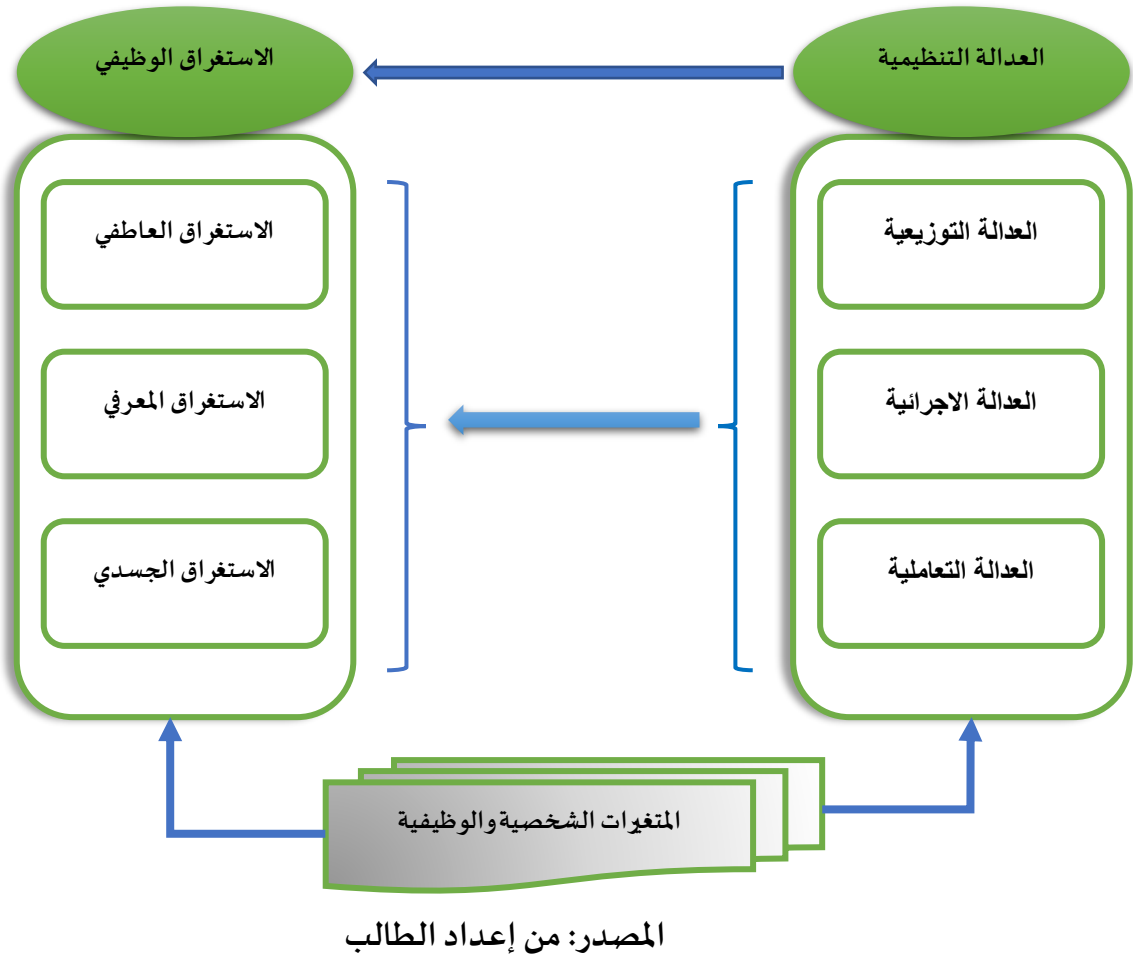 العدالة التنظيمية
الاستغراق الوظيفي
العدالة التوزيعية
الاستغراق العاطفي
العدالة الاجرائية
الاستغراق المعرفي
العدالة التعاملية
الاستغراق الجسدي
المتغيرات الشخصية والوظيفية
المصدر: من إعداد الطالب